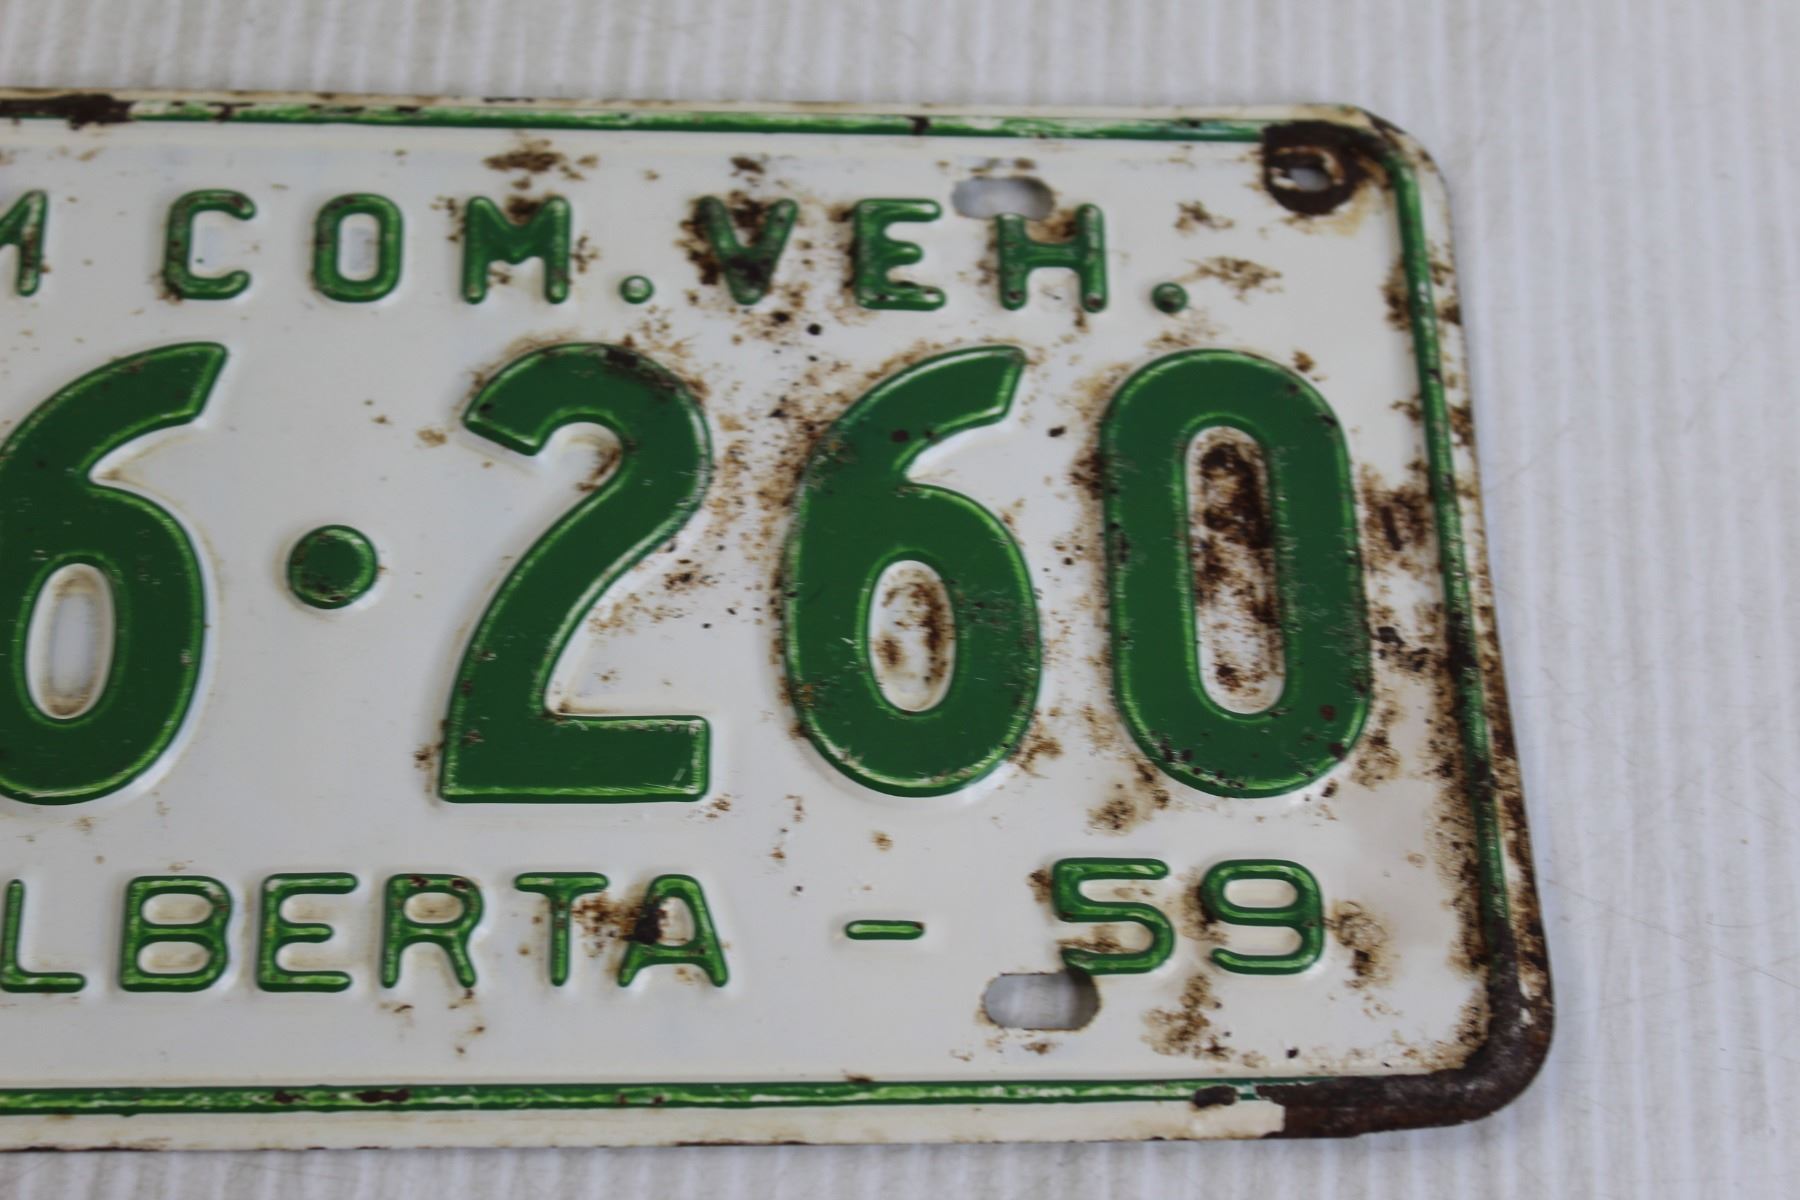 M COM. VEH.
6·260
LBERTA - 59